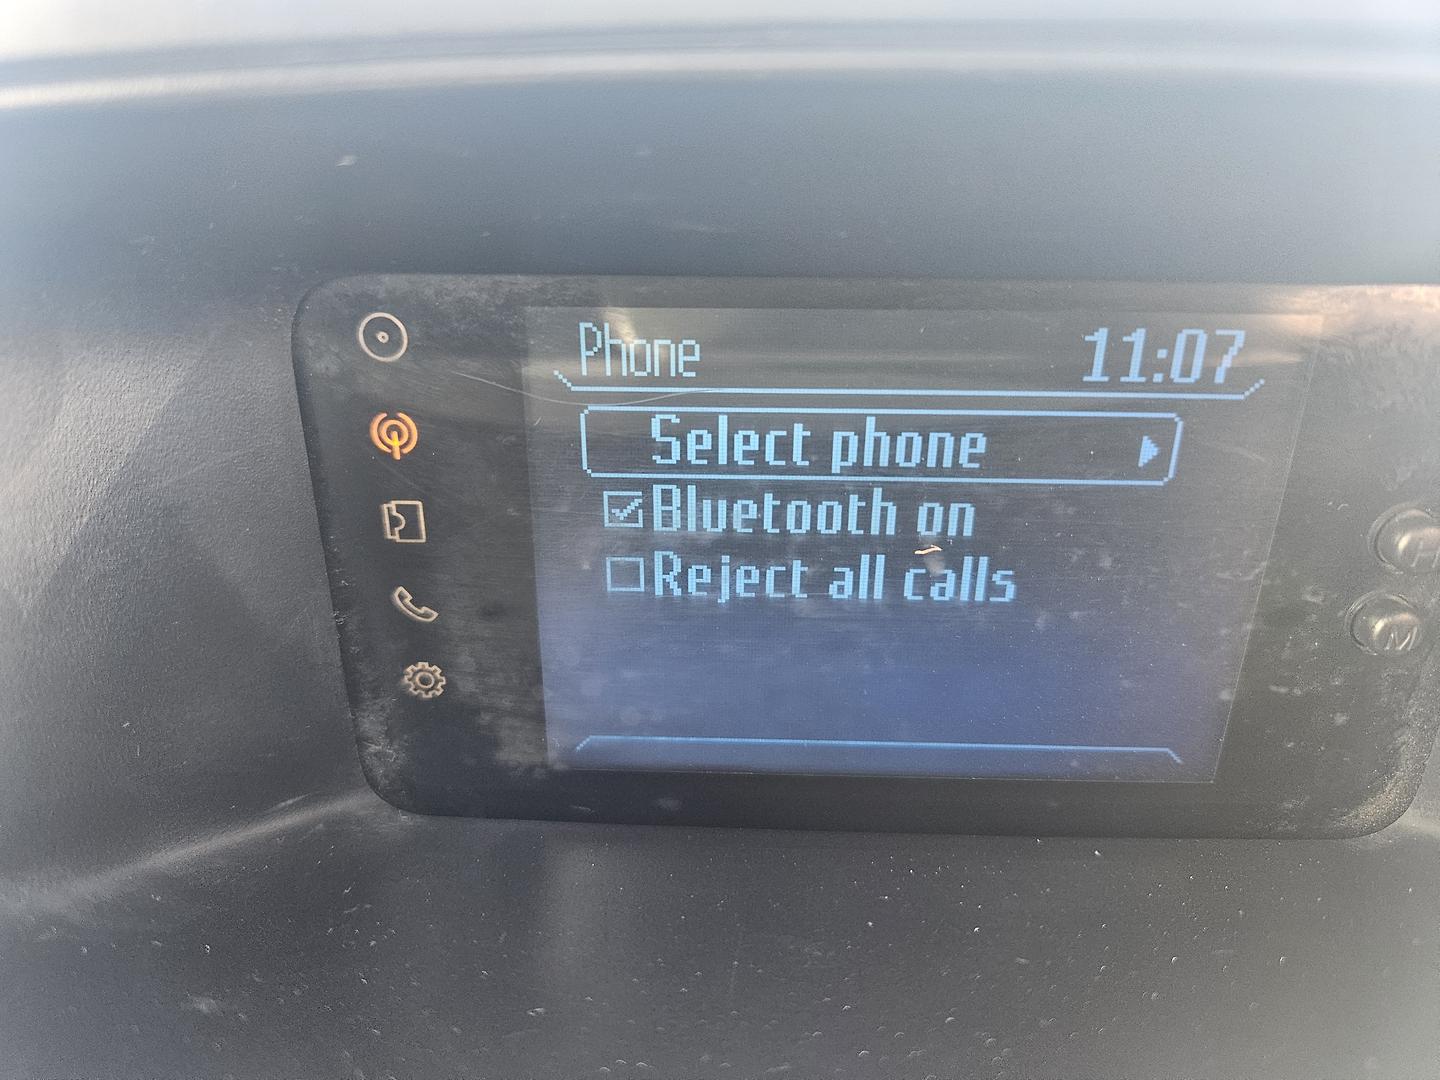 Phone 11:07
Select phone
Bluetooth on
Reject all calls
H
M